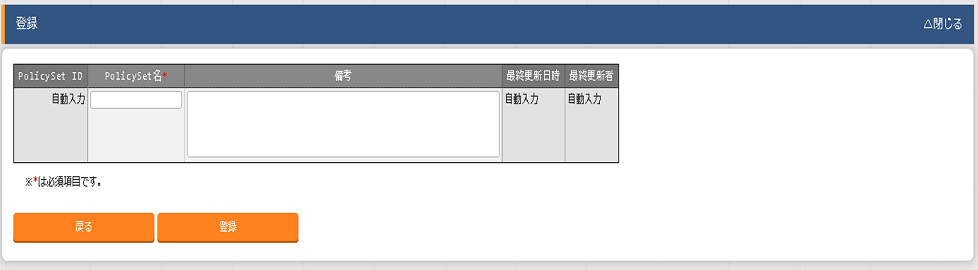 登録 △閉じる
PolicySet ID PolicySet名* 備考 最終更新日時 最終更新者
自動入力 自動入力 自動入力
※*は必須項目です。
戻る 登録